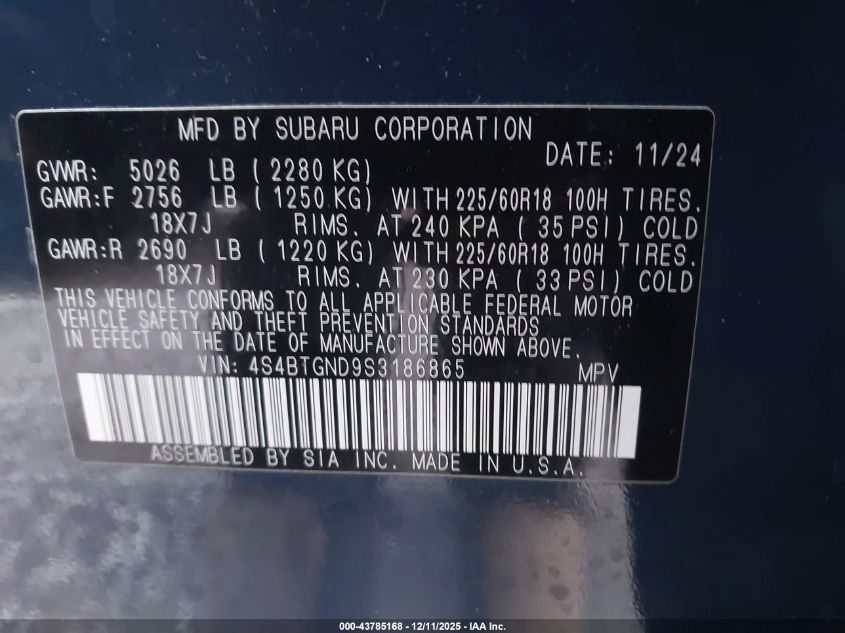 MFD BY SUBARU CORPORATION
DATE: 11/24
GVWR: 5026 LB ( 2280 KG)
GAWR:F 2756 LB ( 1250 KG) WITH 225/60R18 100H TIRES.
18X7J RIMS. AT 240 KPA ( 35 PSI) COLD
GAWR:R 2690 LB ( 1220 KG) WITH 225/60R18 100H TIRES.
18X7J RIMS. AT 230 KPA ( 33 PSI) COLD
THIS VEHICLE CONFORMS TO ALL APPLICABLE FEDERAL MOTOR
VEHICLE SAFETY AND THEFT PREVENTION STANDARDS
IN EFFECT ON THE DATE OF MANUFACTURE SHOWN ABOVE.
VIN: 4S4BTGND9S3186865 MPV
ASSEMBLED BY SIA INC. MADE IN U.S.A.
000-43785168 - 12/11/2025 - IAA Inc.